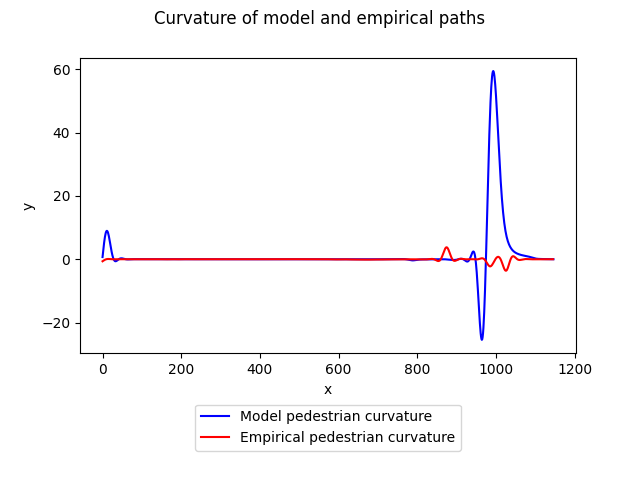 Curvature of model and empirical paths
60
40
20
0
−20
y
0 200 400 600 800 1000 1200
x
Model pedestrian curvature
Empirical pedestrian curvature